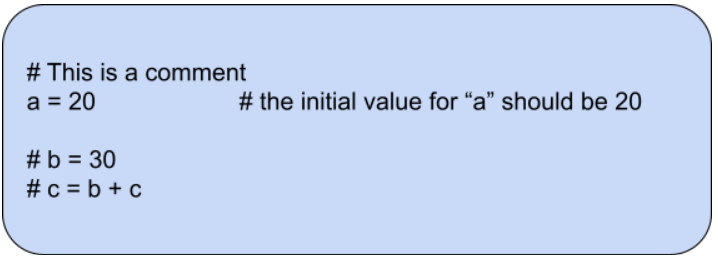 # This is a comment
a = 20 # the initial value for “a” should be 20
# b = 30
# c = b + c